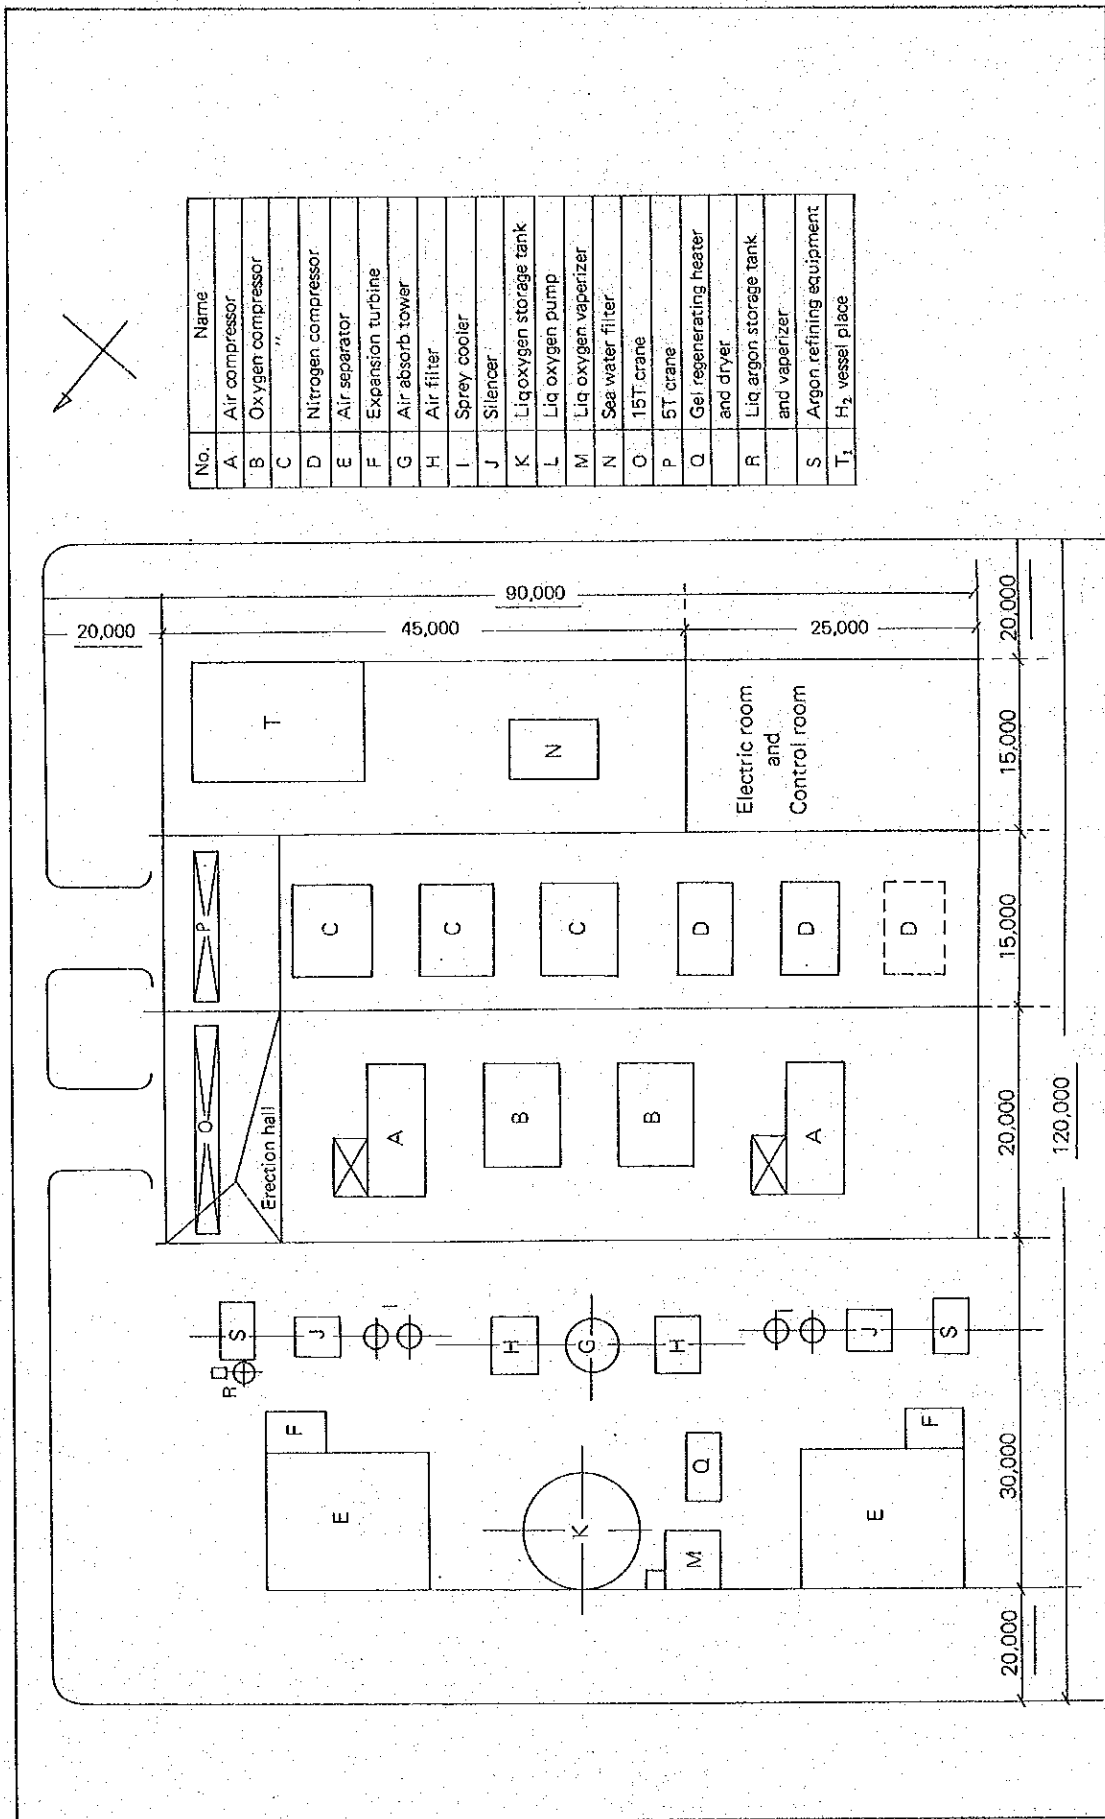 No. Name
A Air compressor
B Oxygen compressor
C "
D Nitrogen compressor
E Air separator
F Expansion turbine
G Air absorb tower
H Air filter
I Sprey cooler
J Silencer
K Liq oxygen storage tank
L Liq oxygen pump
M Liq oxygen vaperizer
N Sea water filter
O 15T crane
P 5T crane
Q Gel regenerating heater
and dryer
R Liq argon storage tank
and vaperizer
S Argon refining equipment
T₁ H₂ vessel place
20,000
45,000
90,000
25,000
T
N
Electric room
and
Control room
P
C
C
C
D
D
D
O
Erection hall
A
B
B
A
S
J
I
H
G
H
I
J
S
R
F
E
K
Q
M
F
E
20,000
30,000
20,000
15,000
15,000
20,000
120,000